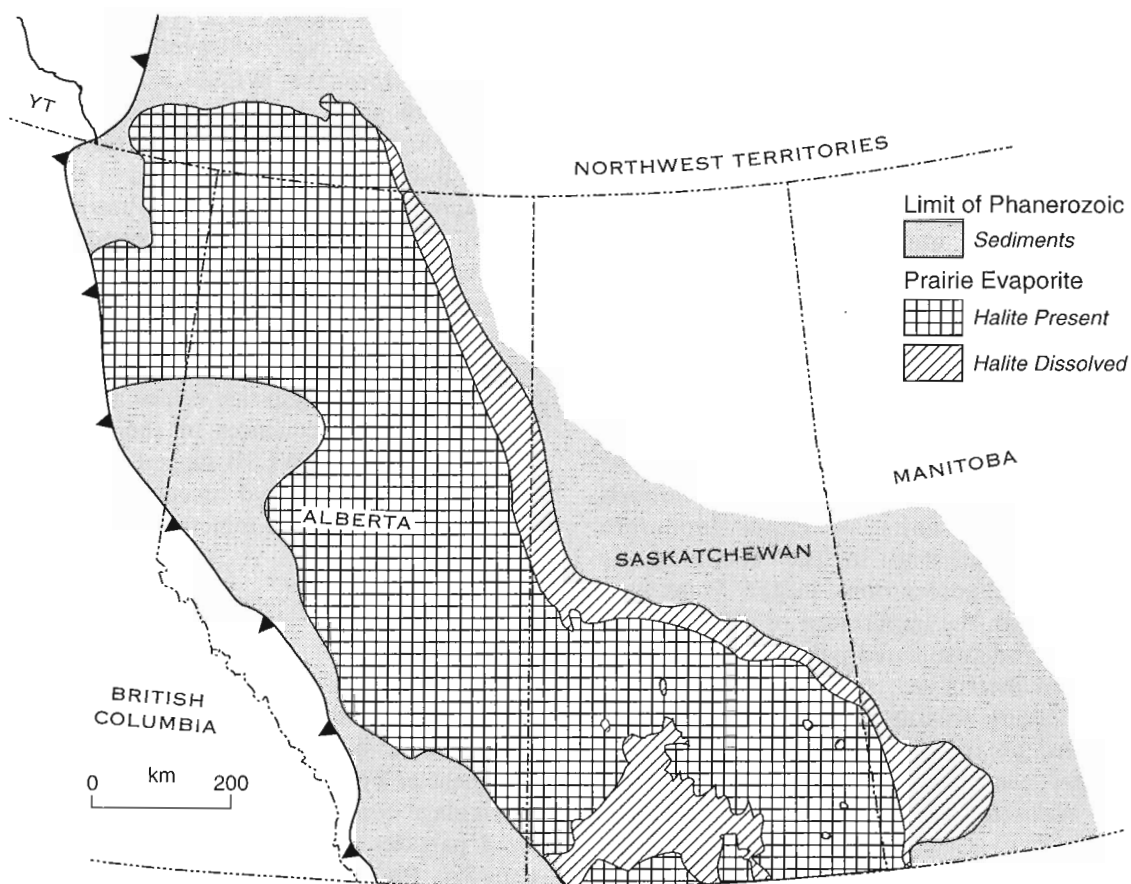 YT
NORTHWEST TERRITORIES
Limit of Phanerozoic
Sediments
Prairie Evaporite
Halite Present
Halite Dissolved
MANITOBA
ALBERTA
SASKATCHEWAN
BRITISH
COLUMBIA
0 km 200